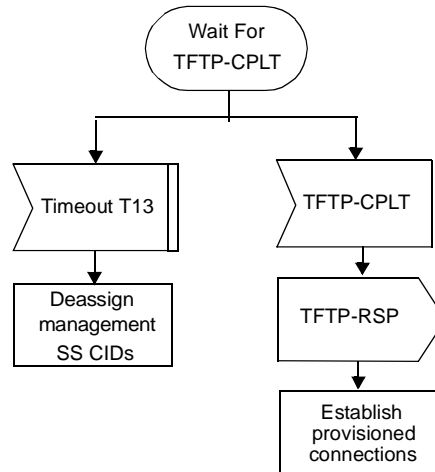 Wait For
TFTP-CPLT
Timeout T13
TFTP-CPLT
Deassign
management
SS CIDs
TFTP-RSP
Establish
provisioned
connections